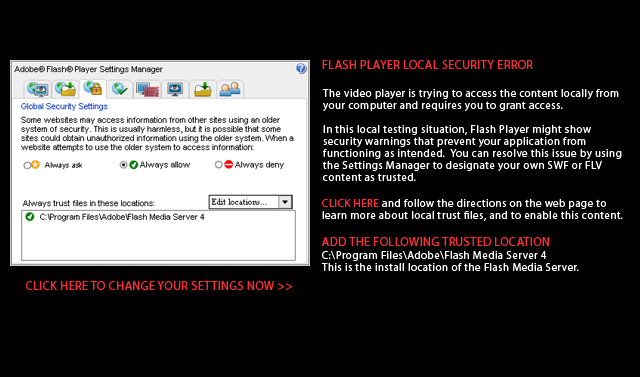 Adobe® Flash® Player Settings Manager
Global Security Settings
Some websites may access information from other sites using an older
system of security. This is usually harmless, but it is possible that some
sites could obtain unauthorized information using the older system. When a
website attempts to use the older system to access information:
Always ask
Always allow
Always deny
Always trust files in these locations:
Edit locations...
C:\Program Files\Adobe\Flash Media Server 4
CLICK HERE TO CHANGE YOUR SETTINGS NOW >>
FLASH PLAYER LOCAL SECURITY ERROR
The video player is trying to access the content locally from
your computer and requires you to grant access.
In this local testing situation, Flash Player might show
security warnings that prevent your application from
functioning as intended. You can resolve this issue by using
the Settings Manager to designate your own SWF or FLV
content as trusted.
CLICK HERE and follow the directions on the web page to
learn more about local trust files, and to enable this content.
ADD THE FOLLOWING TRUSTED LOCATION
C:\Program Files\Adobe\Flash Media Server 4
This is the install location of the Flash Media Server.